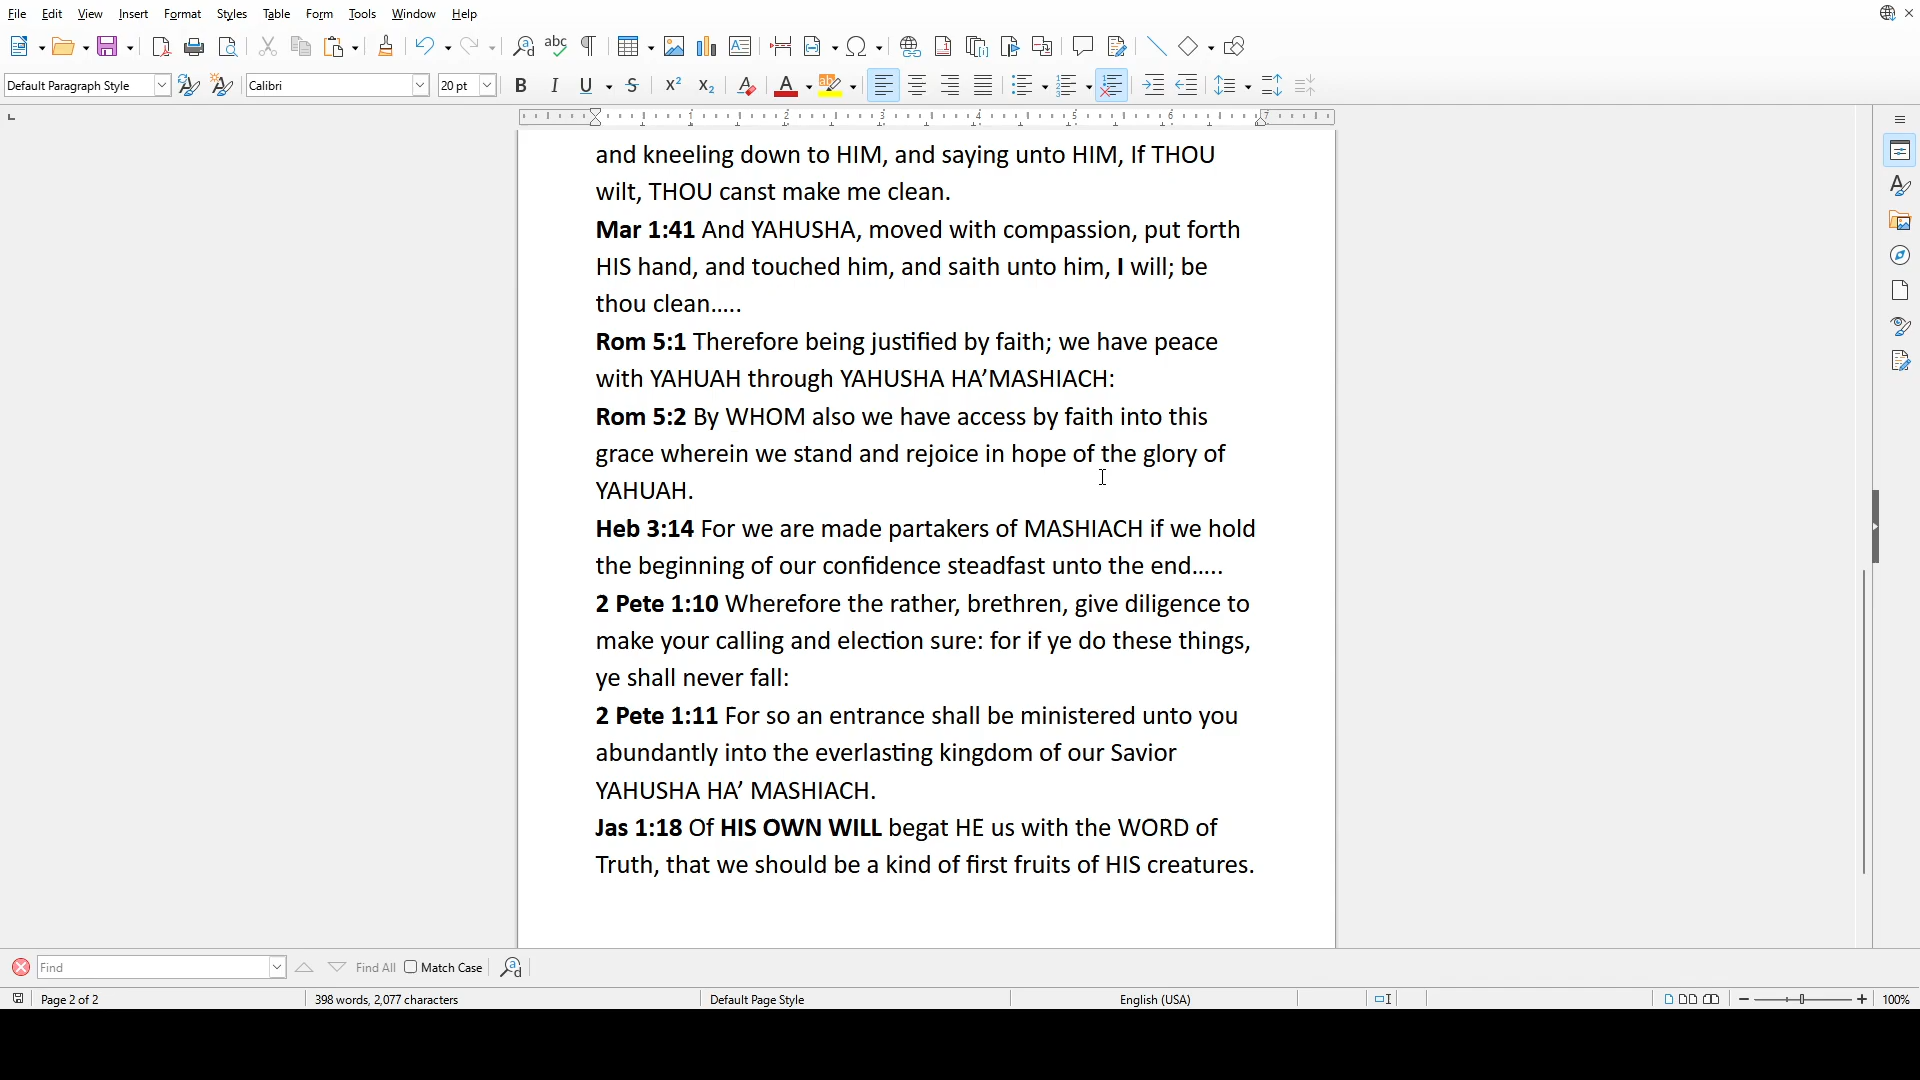 File Edit View Insert Format Styles Table Form Tools Window Help
Default Paragraph Style Calibri 20 pt
and kneeling down to HIM, and saying unto HIM, If THOU
wilt, THOU canst make me clean.
Mar 1:41 And YAHUSHA, moved with compassion, put forth
HIS hand, and touched him, and saith unto him, I will; be
thou clean.....
Rom 5:1 Therefore being justified by faith; we have peace
with YAHUAH through YAHUSHA HA’MASHIACH:
Rom 5:2 By WHOM also we have access by faith into this
grace wherein we stand and rejoice in hope of the glory of
YAHUAH.
Heb 3:14 For we are made partakers of MASHIACH if we hold
the beginning of our confidence steadfast unto the end.....
2 Pete 1:10 Wherefore the rather, brethren, give diligence to
make your calling and election sure: for if ye do these things,
ye shall never fall:
2 Pete 1:11 For so an entrance shall be ministered unto you
abundantly into the everlasting kingdom of our Savior
YAHUSHA HA’ MASHIACH.
Jas 1:18 Of HIS OWN WILL begat HE us with the WORD of
Truth, that we should be a kind of first fruits of HIS creatures.
Find Find All Match Case
Page 2 of 2 398 words, 2,077 characters Default Page Style English (USA) 100%